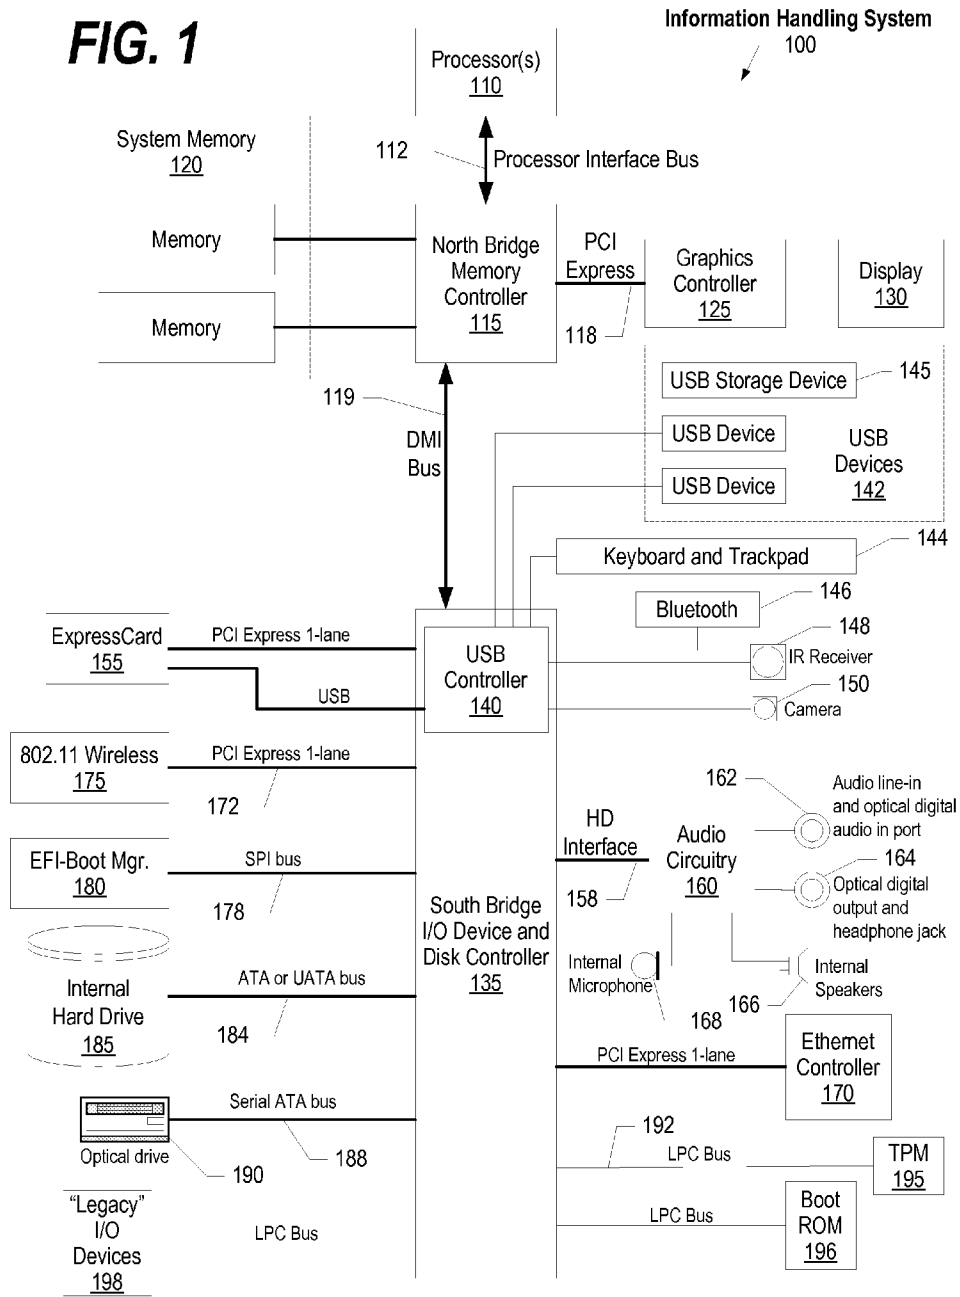 FIG. 1
Information Handling System
100
Processor(s)
110
System Memory
120
112
Processor Interface Bus
Memory
Memory
North Bridge
Memory
Controller
115
PCI
Express
118
Graphics
Controller
125
Display
130
119
DMI
Bus
USB Storage Device
145
USB Device
USB Device
USB
Devices
142
Keyboard and Trackpad
144
Bluetooth
146
148
IR Receiver
150
Camera
ExpressCard
155
PCI Express 1-lane
USB
USB
Controller
140
802.11 Wireless
175
PCI Express 1-lane
172
162
Audio line-in
and optical digital
audio in port
HD
Interface
158
Audio
Circuitry
160
164
Optical digital
output and
headphone jack
EFI-Boot Mgr.
180
SPI bus
178
South Bridge
I/O Device and
Disk Controller
135
Internal
Microphone
168
166
Internal
Speakers
Internal
Hard Drive
185
ATA or UATA bus
184
PCI Express 1-lane
Ethernet
Controller
170
Serial ATA bus
188
Optical drive
190
192
LPC Bus
TPM
195
"Legacy"
I/O
Devices
198
LPC Bus
LPC Bus
Boot
ROM
196